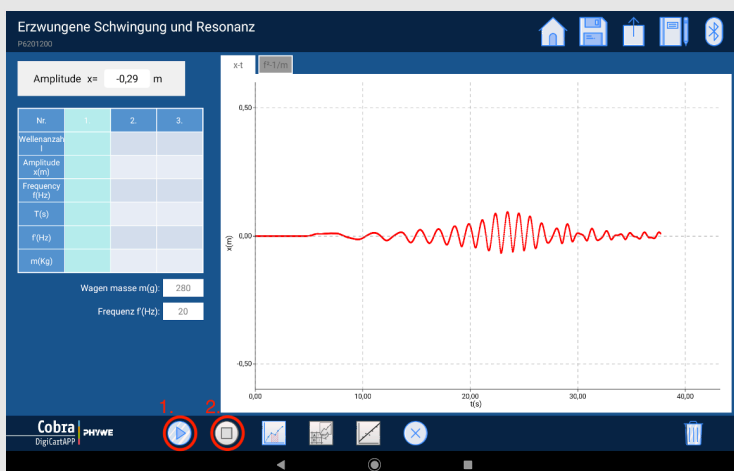 Erzwungene Schwingung und Resonanz
P6201200
Amplitude x= -0,29 m
Nr. 1. 2. 3.
Wellenanzah
l
Amplitude
x(m)
Frequency
f(Hz)
T(s)
f'(Hz)
m(Kg)
Wagen masse m(g): 280
Frequenz f'(Hz): 20
x-t f²-1/m
0,50
0,00
-0,50
x(m)
0,00 10,00 20,00 30,00 40,00
t(s)
1. 2.
Cobra PHYWE
DigiCartAPP